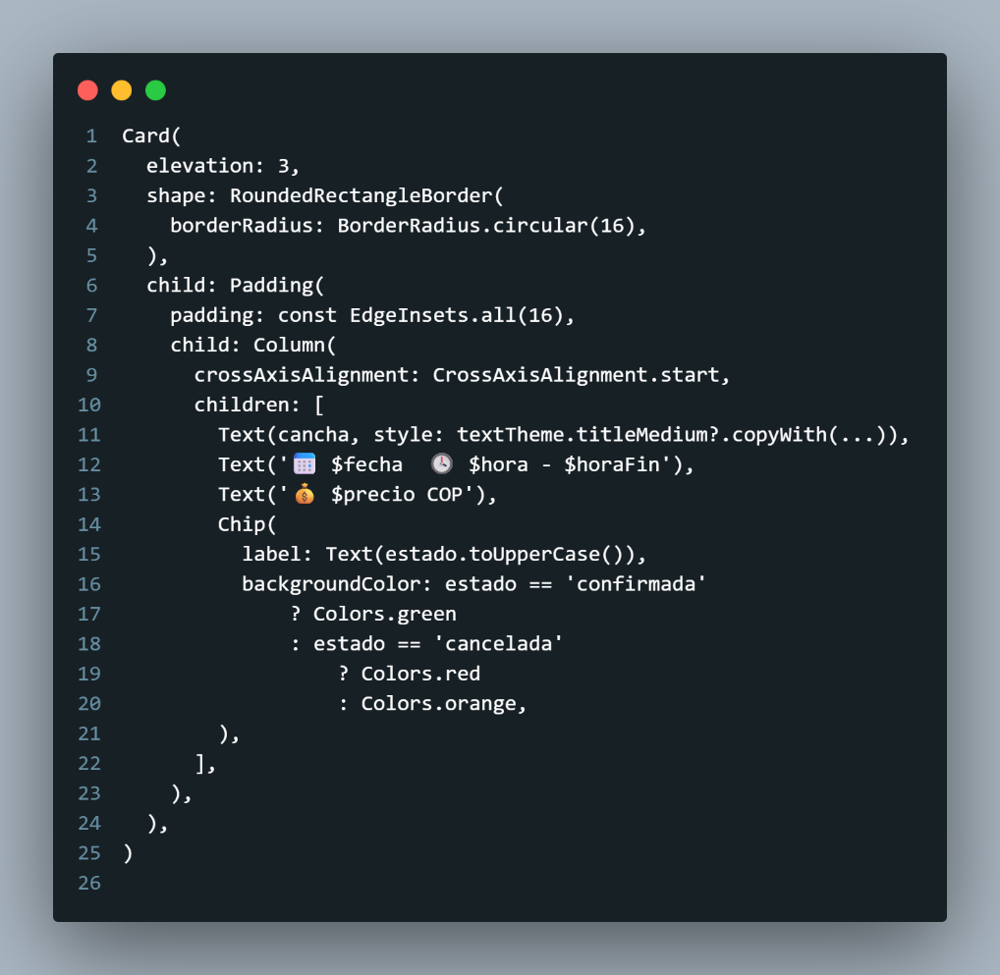 1 Card(
2   elevation: 3,
3   shape: RoundedRectangleBorder(
4     borderRadius: BorderRadius.circular(16),
5   ),
6   child: Padding(
7     padding: const EdgeInsets.all(16),
8     child: Column(
9       crossAxisAlignment: CrossAxisAlignment.start,
10       children: [
11         Text(cancha, style: textTheme.titleMedium?.copyWith(...)),
12         Text('📅 $fecha  🕒 $hora - $horaFin'),
13         Text('💰 $precio COP'),
14         Chip(
15           label: Text(estado.toUpperCase()),
16           backgroundColor: estado == 'confirmada'
17               ? Colors.green
18               : estado == 'cancelada'
19                   ? Colors.red
20                   : Colors.orange,
21         ),
22       ],
23     ),
24   ),
25 )
26